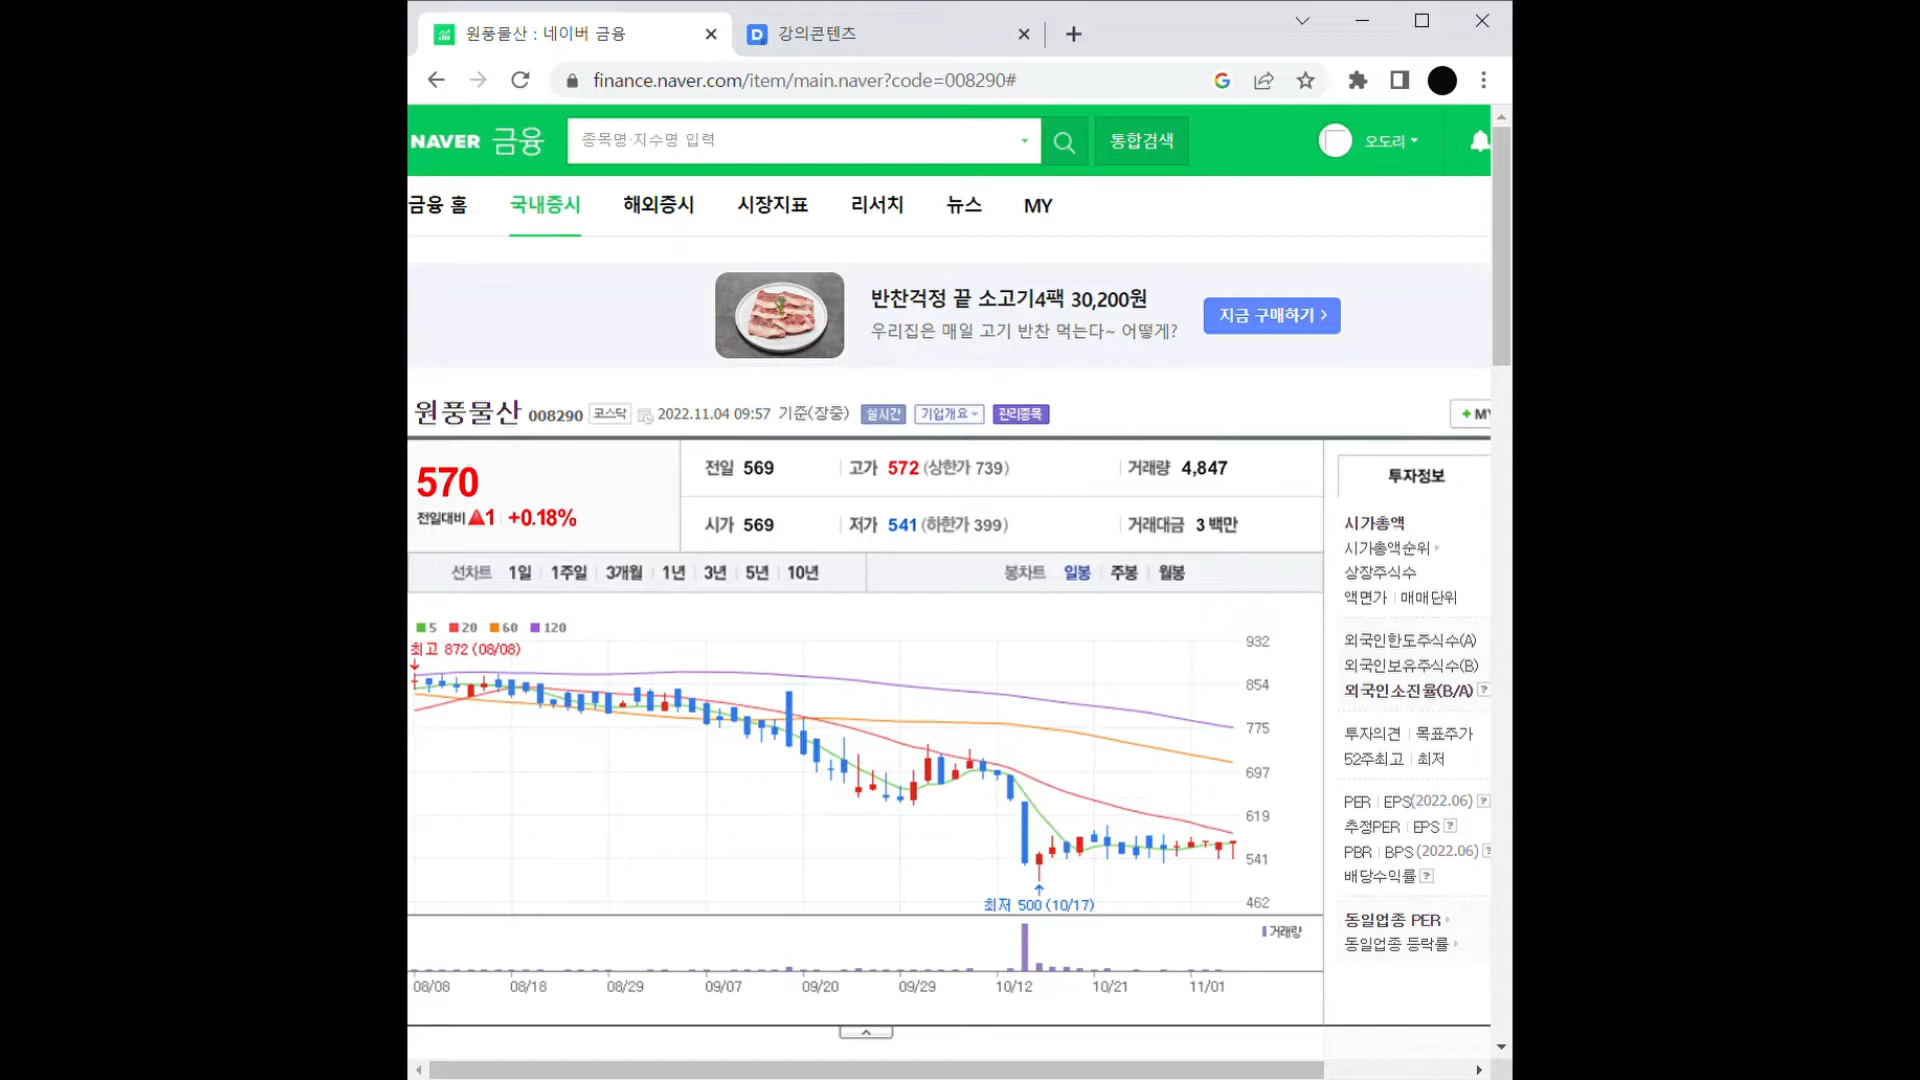 원풍물산 : 네이버 금융
강의콘텐츠
finance.naver.com/item/main.naver?code=008290#
NAVER 금융
종목명·지수명 입력
통합검색
오도리
금융 홈 국내증시 해외증시 시장지표 리서치 뉴스 MY
반찬걱정 끝 소고기4팩 30,200원
우리집은 매일 고기 반찬 먹는다~ 어떻게?
지금 구매하기
원풍물산 008290 코스닥 2022.11.04 09:57 기준(장중) 실시간 기업개요 관리종목
+ MY
570
전일대비 ▲1 +0.18%
전일 569 고가 572 (상한가 739) 거래량 4,847
시가 569 저가 541 (하한가 399) 거래대금 3 백만
선차트 1일 1주일 3개월 1년 3년 5년 10년
봉차트 일봉 주봉 월봉
5 20 60 120
최고 872 (08/08)
932
854
775
697
619
541
462
최저 500 (10/17)
거래량
08/08 08/18 08/29 09/07 09/20 09/29 10/12 10/21 11/01
투자정보
시가총액
시가총액순위
상장주식수
액면가 매매단위
외국인한도주식수(A)
외국인보유주식수(B)
외국인소진율(B/A) ?
투자의견 목표주가
52주최고 최저
PER EPS(2022.06) ?
추정PER EPS ?
PBR BPS (2022.06) ?
배당수익률 ?
동일업종 PER
동일업종 등락률